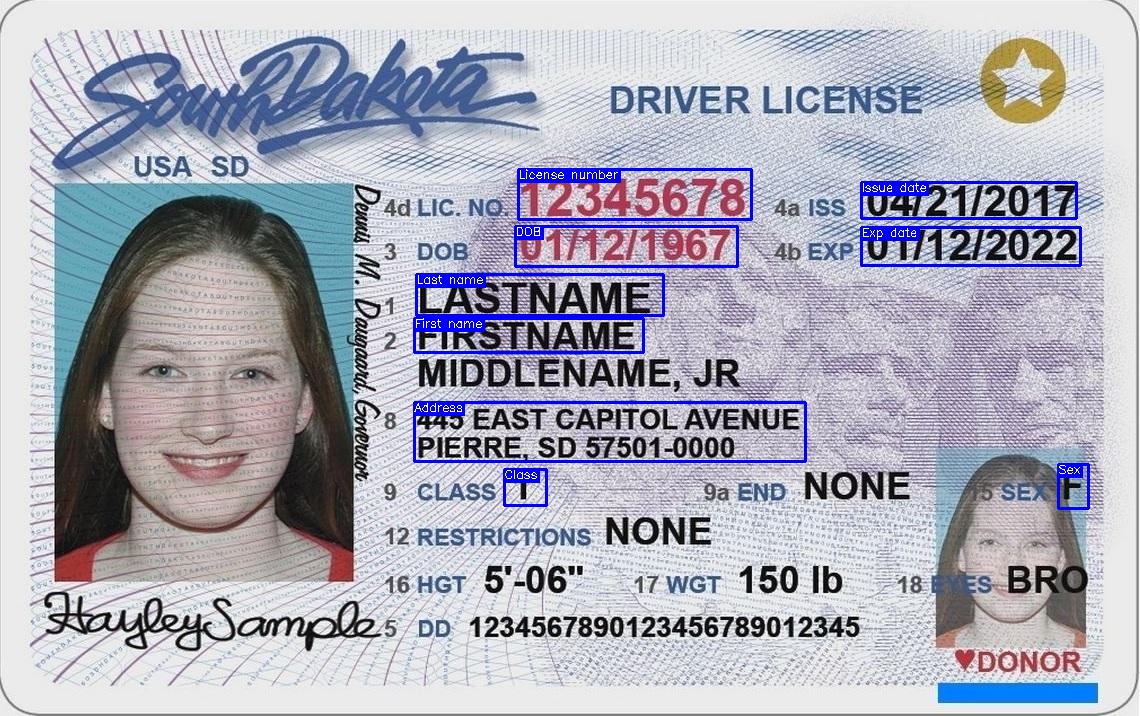 South Dakota
DRIVER LICENSE
USA SD
Dennis M. Daugaard, Governor
License number
4d LIC. NO. 12345678
Issue date
4a ISS 04/21/2017
DOB
3 DOB 01/12/1967
Exp date
4b EXP 01/12/2022
Last name
1 LASTNAME
First name
2 FIRSTNAME
MIDDLENAME, JR
Address
8 445 EAST CAPITOL AVENUE
PIERRE, SD 57501-0000
Class
9 CLASS 1
9a END NONE
Sex
15 SEX F
12 RESTRICTIONS NONE
16 HGT 5'-06"
17 WGT 150 lb
18 EYES BRO
Hayley Sample
5 DD 1234567890123456789012345
♥DONOR